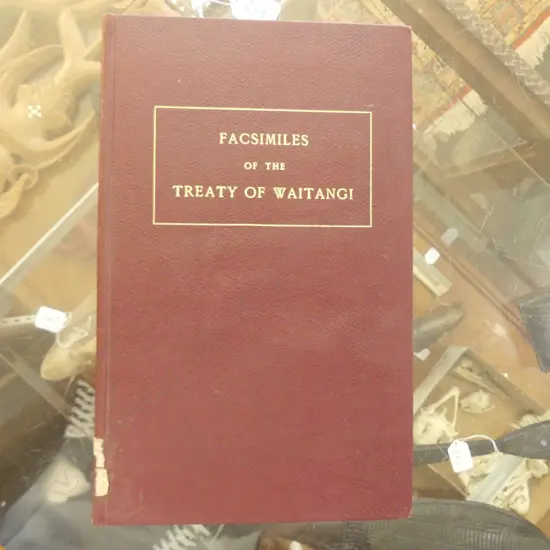 FACSIMILES
OF THE
TREATY OF WAITANGI